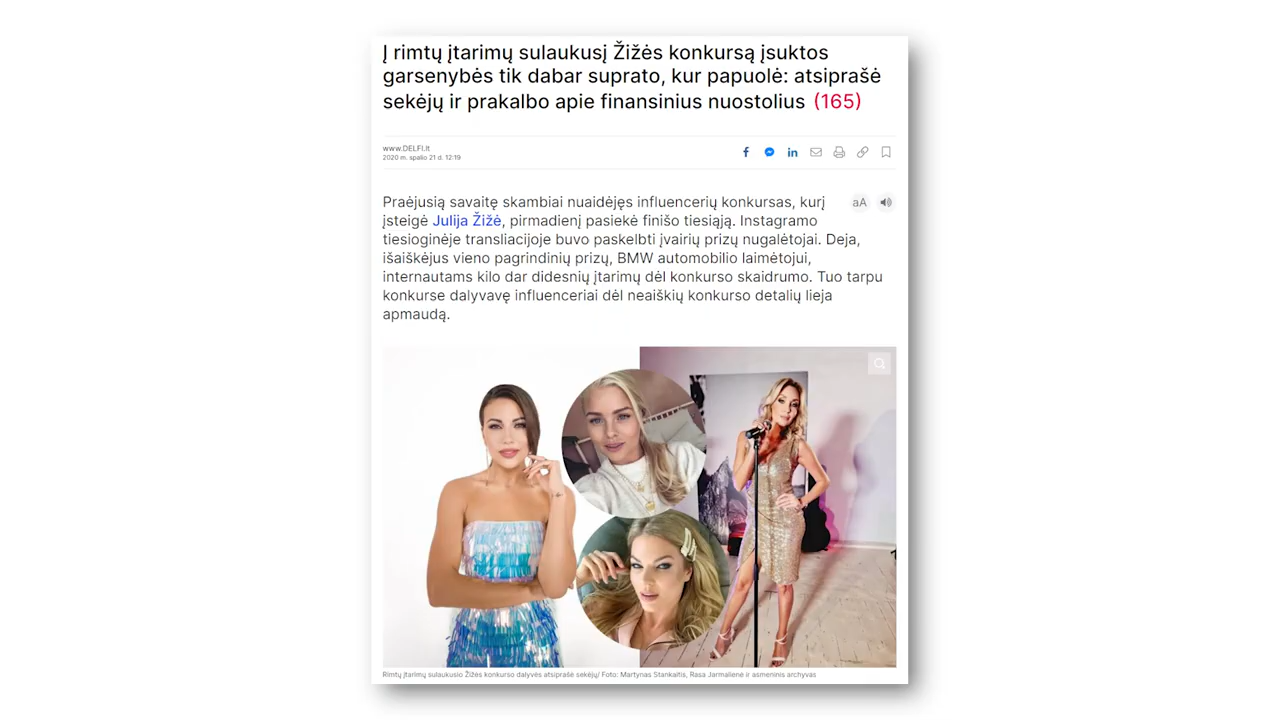 Į rimtų įtarimų sulaukusį Žižės konkursą įsuktos
garsenybės tik dabar suprato, kur papuolė: atsiprašė
sekėjų ir prakalbo apie finansinius nuostolius (165)
www.DELFI.lt
2020 m. spalio 21 d. 12:19
Praėjusią savaitę skambiai nuaidėjęs influencerių konkursas, kurį
aA
įsteigė Julija Žižė, pirmadienį pasiekė finišo tiesiąją. Instagramo
tiesioginėje transliacijoje buvo paskelbti įvairių prizų nugalėtojai. Deja,
išaiškėjus vieno pagrindinių prizų, BMW automobilio laimėtojui,
internautams kilo dar didesnių įtarimų dėl konkurso skaidrumo. Tuo tarpu
konkurse dalyvavę influenceriai dėl neaiškių konkurso detalių lieja
apmaudą.
Rimtų įtarimų sulaukusio Žižės konkurso dalyvės atsiprašė sekėjų/ Foto: Martynas Stankaitis, Rasa Jarmalienė ir asmeninis archyvas